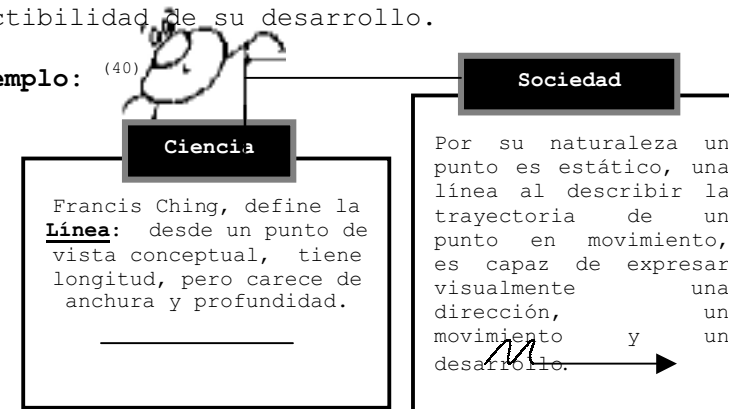 ctibilidad de su desarrollo.
emplo: (40)
Ciencia
Francis Ching, define la
Línea: desde un punto de
vista conceptual, tiene
longitud, pero carece de
anchura y profundidad.
Sociedad
Por su naturaleza un
punto es estático, una
línea al describir la
trayectoria de un
punto en movimiento,
es capaz de expresar
visualmente una
dirección, un
movimiento y un
desarrollo.